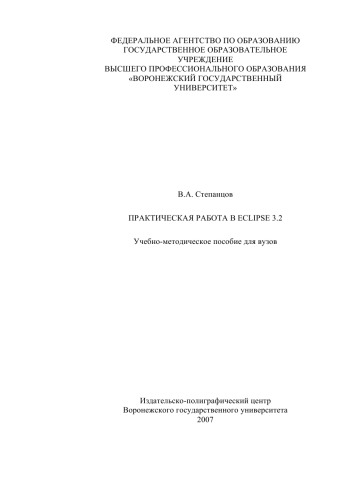 ФЕДЕРАЛЬНОЕ АГЕНТСТВО ПО ОБРАЗОВАНИЮ
ГОСУДАРСТВЕННОЕ ОБРАЗОВАТЕЛЬНОЕ
УЧРЕЖДЕНИЕ
ВЫСШЕГО ПРОФЕССИОНАЛЬНОГО ОБРАЗОВАНИЯ
«ВОРОНЕЖСКИЙ ГОСУДАРСТВЕННЫЙ
УНИВЕРСИТЕТ»
В.А. Степанцов
ПРАКТИЧЕСКАЯ РАБОТА В ECLIPSE 3.2
Учебно-методическое пособие для вузов
Издательско-полиграфический центр
Воронежского государственного университета
2007